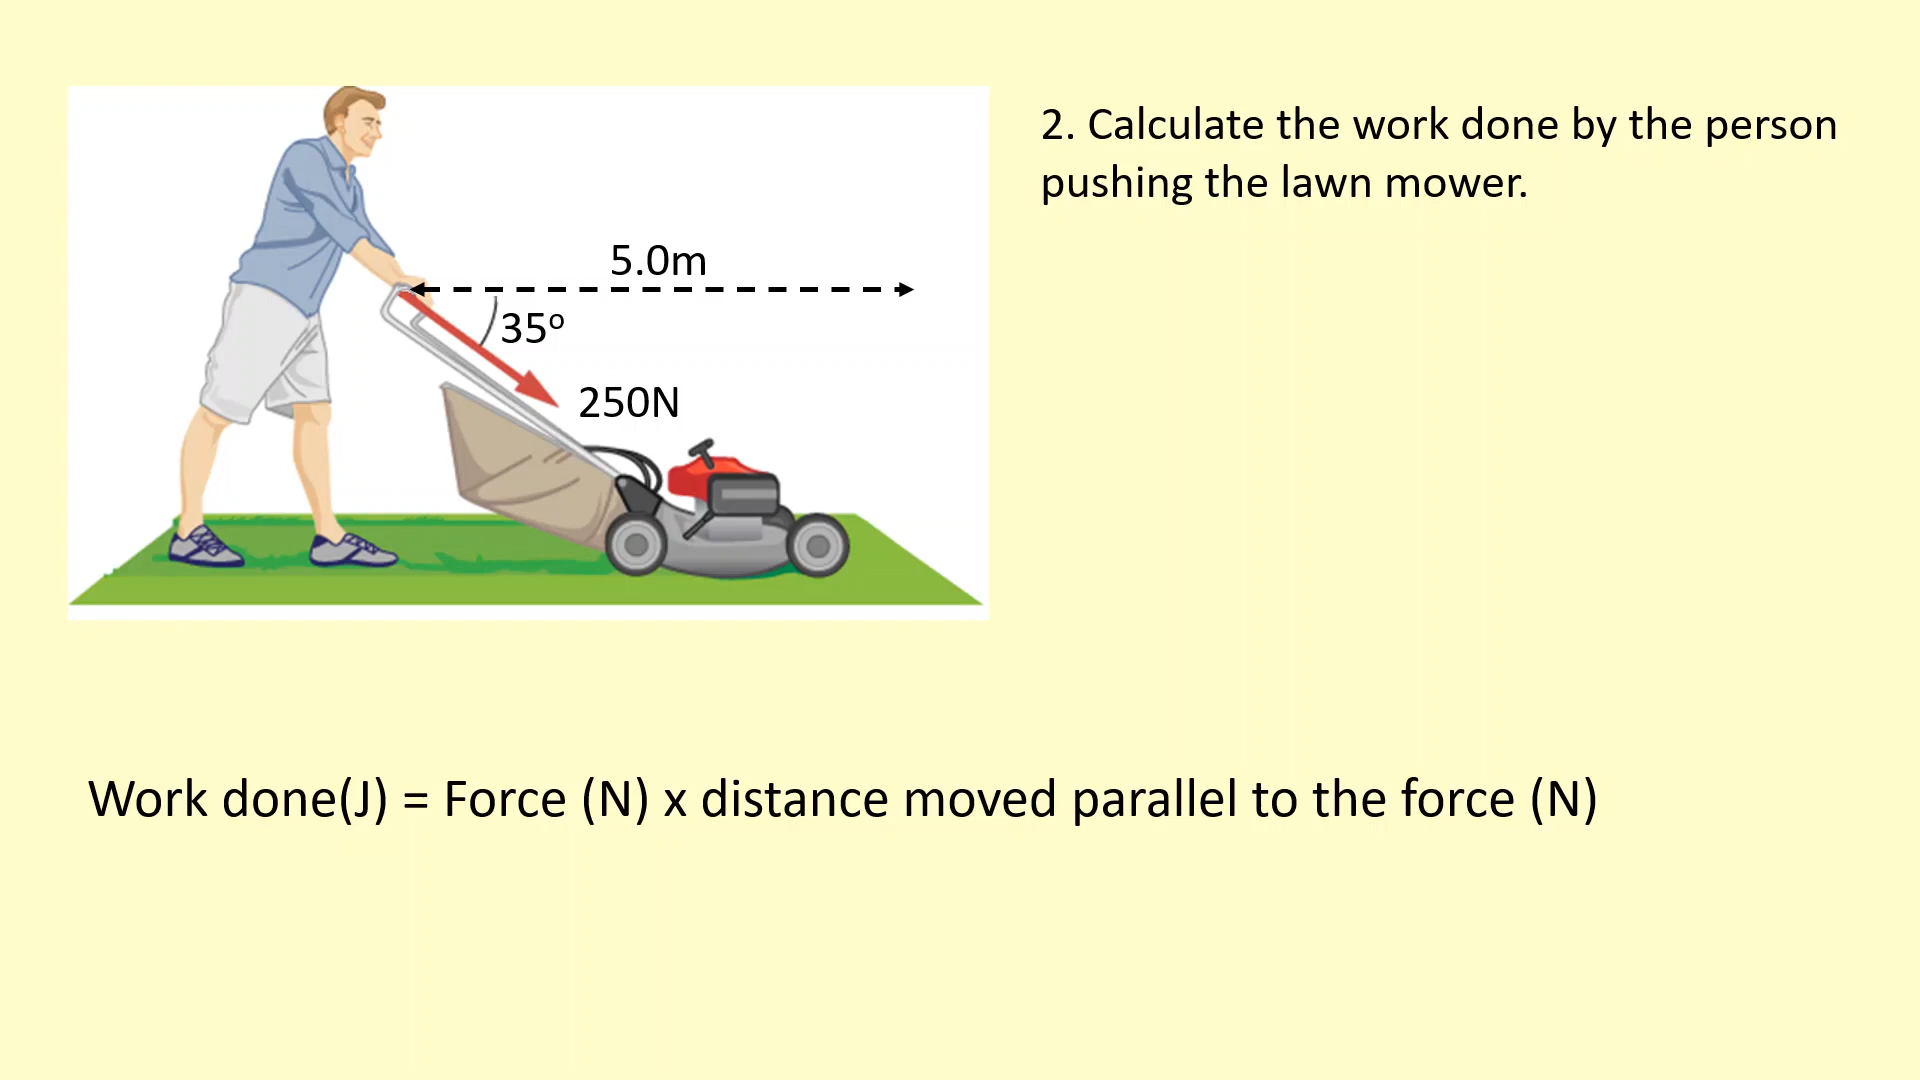 2. Calculate the work done by the person
pushing the lawn mower.
5.0m
35º
250N
Work done(J) = Force (N) x distance moved parallel to the force (N)